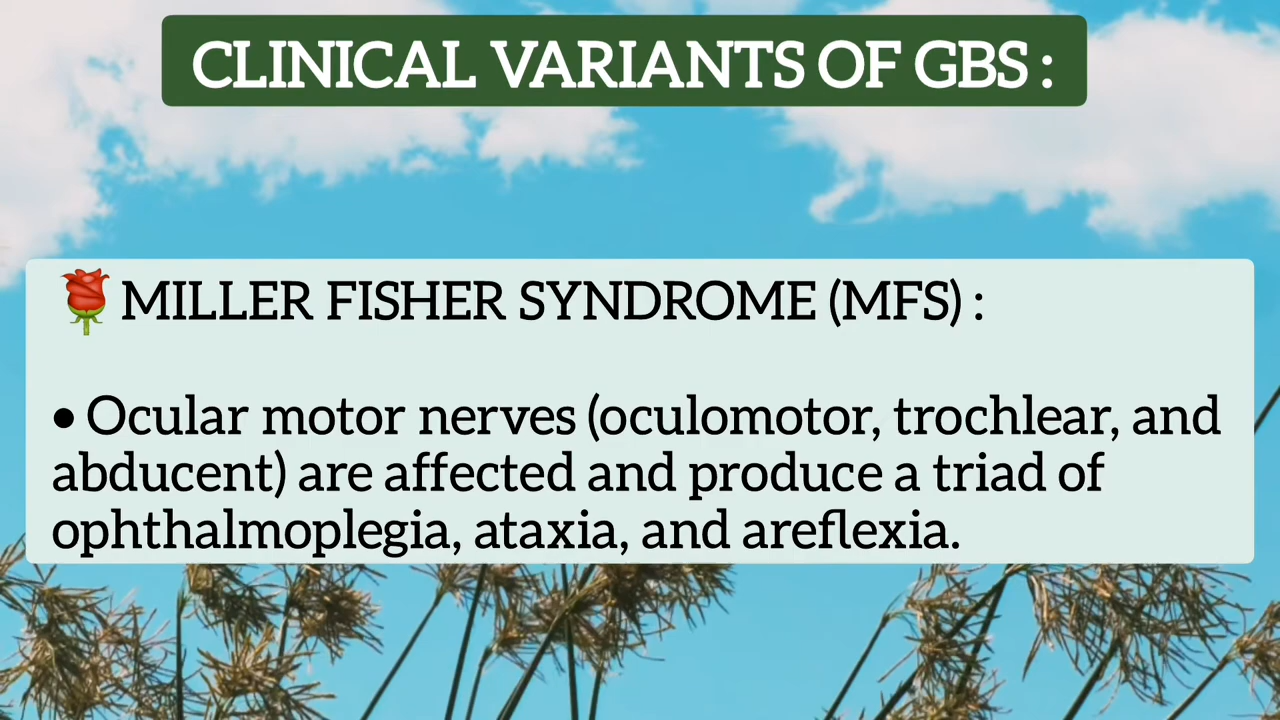 CLINICAL VARIANTS OF GBS :
🌹MILLER FISHER SYNDROME (MFS) :
• Ocular motor nerves (oculomotor, trochlear, and
abducent) are affected and produce a triad of
ophthalmoplegia, ataxia, and areflexia.